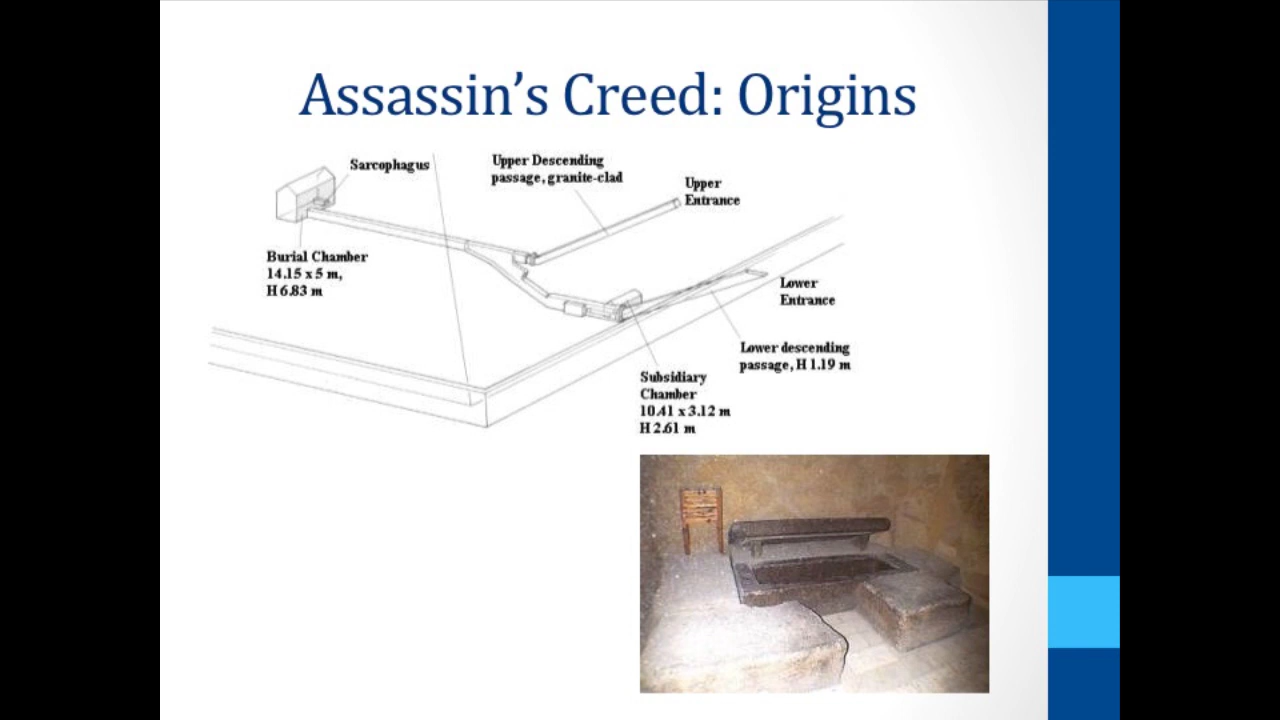 Assassin’s Creed: Origins
Sarcophagus
Upper Descending
passage, granite-clad
Upper
Entrance
Burial Chamber
14.15 x 5 m,
H 6.83 m
Lower
Entrance
Lower descending
passage, H 1.19 m
Subsidiary
Chamber
10.41 x 3.12 m
H 2.61 m